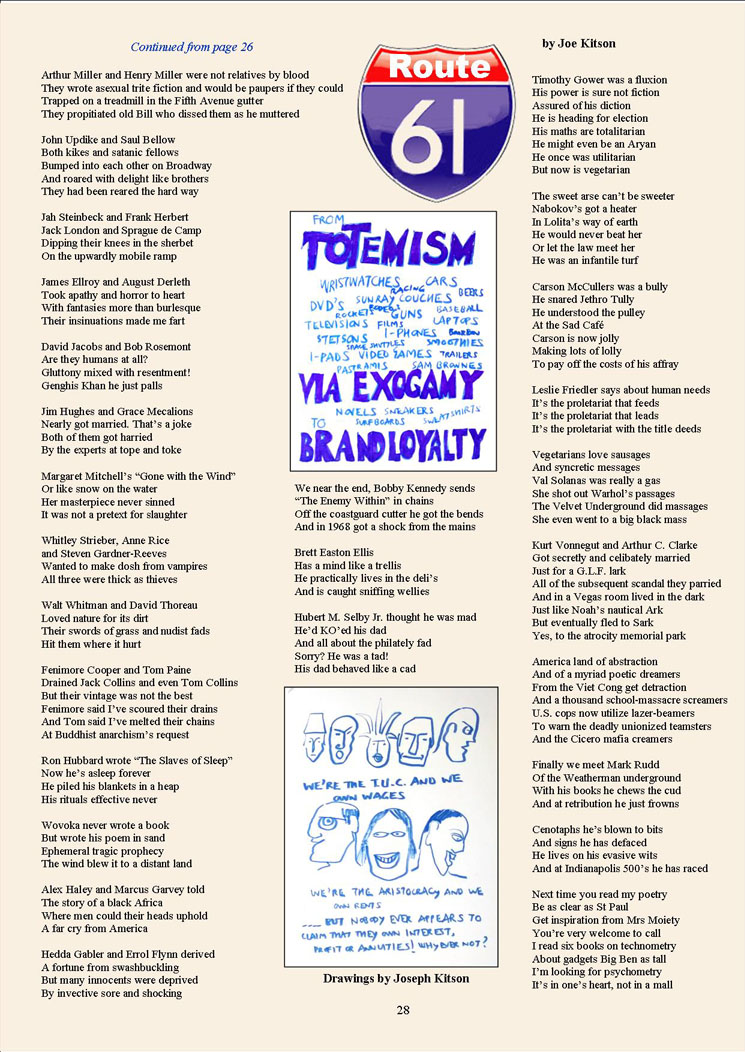 Continued from page 26
Arthur Miller and Henry Miller were not relatives by blood
They wrote asexual trite fiction and would be paupers if they could
Trapped on a treadmill in the Fifth Avenue gutter
They propitiated old Bill who dissed them as he muttered
John Updike and Saul Bellow
Both kikes and satanic fellows
Bumped into each other on Broadway
And roared with delight like brothers
They had been reared the hard way
Jah Steinbeck and Frank Herbert
Jack London and Sprague de Camp
Dipping their knees in the sherbet
On the upwardly mobile ramp
James Ellroy and August Derleth
Took apathy and horror to heart
With fantasies more than burlesque
Their insinuations made me fart
David Jacobs and Bob Rosemont
Are they humans at all?
Gluttony mixed with resentment!
Genghis Khan he just palls
Jim Hughes and Grace Mecalions
Nearly got married. That's a joke
Both of them got harried
By the experts at tope and toke
Margaret Mitchell's “Gone with the Wind”
Or like snow on the water
Her masterpiece never sinned
It was not a pretext for slaughter
Whitley Strieber, Anne Rice
and Steven Gardner-Reeves
Wanted to make dosh from vampires
All three were thick as thieves
Walt Whitman and David Thoreau
Loved nature for its dirt
Their swords of grass and nudist fads
Hit them where it hurt
Fenimore Cooper and Tom Paine
Drained Jack Collins and even Tom Collins
But their vintage was not the best
Fenimore said I've scoured their drains
And Tom said I've melted their chains
At Buddhist anarchism's request
Ron Hubbard wrote “The Slaves of Sleep”
Now he's asleep forever
He piled his blankets in a heap
His rituals effective never
Wovoka never wrote a book
But wrote his poem in sand
Ephemeral tragic prophecy
The wind blew it to a distant land
Alex Haley and Marcus Garvey told
The story of a black Africa
Where men could their heads uphold
A far cry from America
Hedda Gabler and Errol Flynn derived
A fortune from swashbuckling
But many innocents were deprived
By invective sore and shocking
Route
61
FROM
TOTEMISM
WRISTWATCHES CARS
RACING BEERS
DVD'S SUNRAY COUCHES
ROCKETS BOOKS GUNS BASEBALL
TELEVISIONS FILMS LAPTOPS
STETSONS I-PHONES BOURBON
SPACE SHUTTLES SMOOTHIES
I-PADS VIDEO GAMES TRAILERS
PASTRAMIS SAM BROWNES
VIA EXOGAMY
NOVELS SNEAKERS
TO SURFBOARDS SWEATSHIRTS
BRANDLOYALTY
We near the end, Bobby Kennedy sends
“The Enemy Within” in chains
Off the coastguard cutter he got the bends
And in 1968 got a shock from the mains
Brett Easton Ellis
Has a mind like a trellis
He practically lives in the deli's
And is caught sniffing wellies
Hubert M. Selby Jr. thought he was mad
He'd KO'ed his dad
And all about the philately fad
Sorry? He was a tad!
His dad behaved like a cad
WE'RE THE T.U.C. AND WE
OWN WAGES
WE'RE THE ARISTOCRACY AND WE
OWN RENTS
.... BUT NOBODY EVER APPEARS TO
CLAIM THAT THEY OWN INTEREST,
PROFIT OR ANNUITIES! WHY EVER NOT?
Drawings by Joseph Kitson
by Joe Kitson
Timothy Gower was a fluxion
His power is sure not fiction
Assured of his diction
He is heading for election
His maths are totalitarian
He might even be an Aryan
He once was utilitarian
But now is vegetarian
The sweet arse can't be sweeter
Nabokov's got a heater
In Lolita's way of earth
He would never beat her
Or let the law meet her
He was an infantile turf
Carson McCullers was a bully
He snared Jethro Tully
He understood the pulley
At the Sad Café
Carson is now jolly
Making lots of lolly
To pay off the costs of his affray
Leslie Friedler says about human needs
It's the proletariat that feeds
It's the proletariat that leads
It's the proletariat with the title deeds
Vegetarians love sausages
And syncretic messages
Val Solanas was really a gas
She shot out Warhol's passages
The Velvet Underground did massages
She even went to a big black mass
Kurt Vonnegut and Arthur C. Clarke
Got secretly and celibately married
Just for a G.L.F. lark
All of the subsequent scandal they parried
And in a Vegas room lived in the dark
Just like Noah's nautical Ark
But eventually fled to Sark
Yes, to the atrocity memorial park
America land of abstraction
And of a myriad poetic dreamers
From the Viet Cong get detraction
And a thousand school-massacre screamers
U.S. cops now utilize lazer-beamers
To warn the deadly unionized teamsters
And the Cicero mafia creamers
Finally we meet Mark Rudd
Of the Weatherman underground
With his books he chews the cud
And at retribution he just frowns
Cenotaphs he's blown to bits
And signs he has defaced
He lives on his evasive wits
And at Indianapolis 500's he has raced
Next time you read my poetry
Be as clear as St Paul
Get inspiration from Mrs Moiety
You're very welcome to call
I read six books on technometry
About gadgets Big Ben as tall
I'm looking for psychometry
It's in one's heart, not in a mall
28